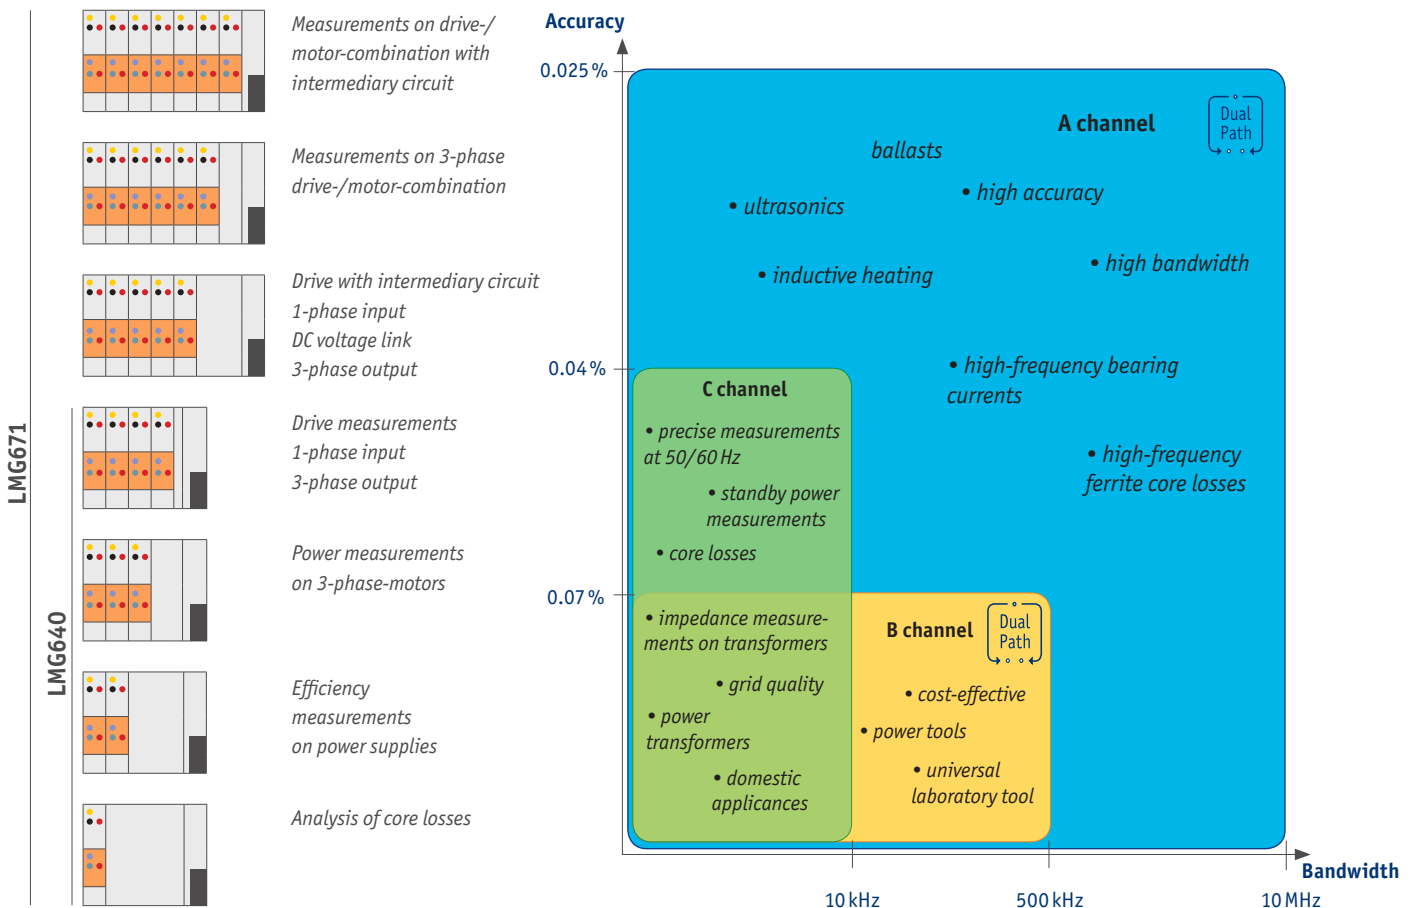 LMG671
LMG640
Measurements on drive-/
motor-combination with
intermediary circuit
Measurements on 3-phase
drive-/motor-combination
Drive with intermediary circuit
1-phase input
DC voltage link
3-phase output
Drive measurements
1-phase input
3-phase output
Power measurements
on 3-phase-motors
Efficiency
measurements
on power supplies
Analysis of core losses
Accuracy
0.025 %
0.04 %
0.07 %
A channel
Dual
Path
ballasts
• high accuracy
• ultrasonics
• high bandwidth
• inductive heating
• high-frequency bearing
currents
• high-frequency
ferrite core losses
C channel
• precise measurements
at 50/60 Hz
• standby power
measurements
• core losses
• impedance measure-
ments on transformers
• grid quality
• power
transformers
• domestic
applicances
B channel
Dual
Path
• cost-effective
• power tools
• universal
laboratory tool
Bandwidth
10 kHz
500 kHz
10 MHz